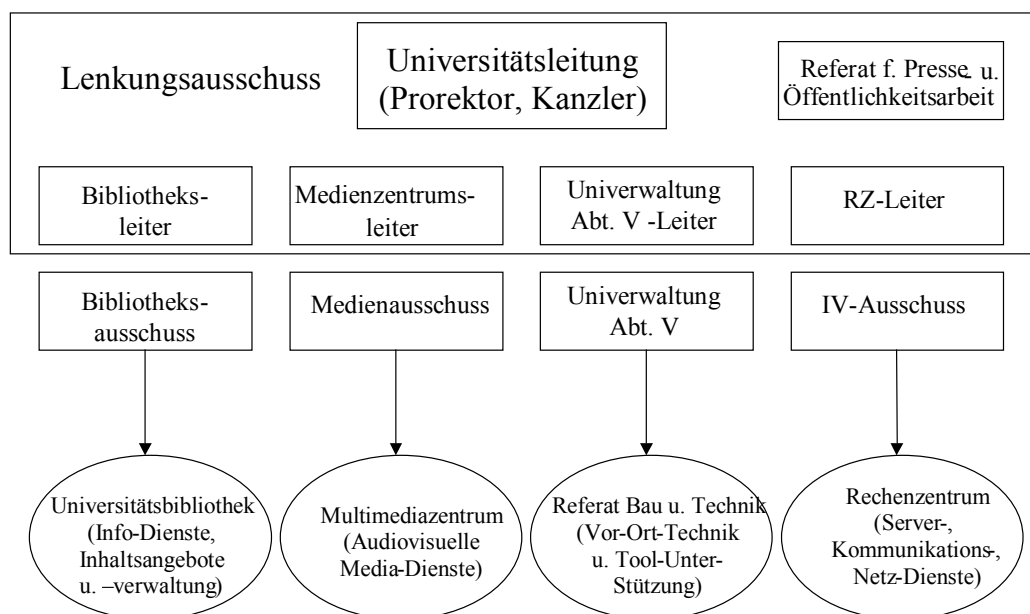 Lenkungsausschuss
Universitätsleitung
(Prorektor, Kanzler)
Referat f. Presse- u.
Öffentlichkeitsarbeit
Bibliotheks-
leiter
Medienzentrums-
leiter
Univerwaltung
Abt. V -Leiter
RZ-Leiter
Bibliotheks-
ausschuss
Medienausschuss
Univerwaltung
Abt. V
IV-Ausschuss
Universitätsbibliothek
(Info-Dienste,
Inhaltsangebote
u. –verwaltung)
Multimediazentrum
(Audiovisuelle
Media-Dienste)
Referat Bau u. Technik
(Vor-Ort-Technik
u. Tool-Unter-
Stützung)
Rechenzentrum
(Server-,
Kommunikations-,
Netz-Dienste)